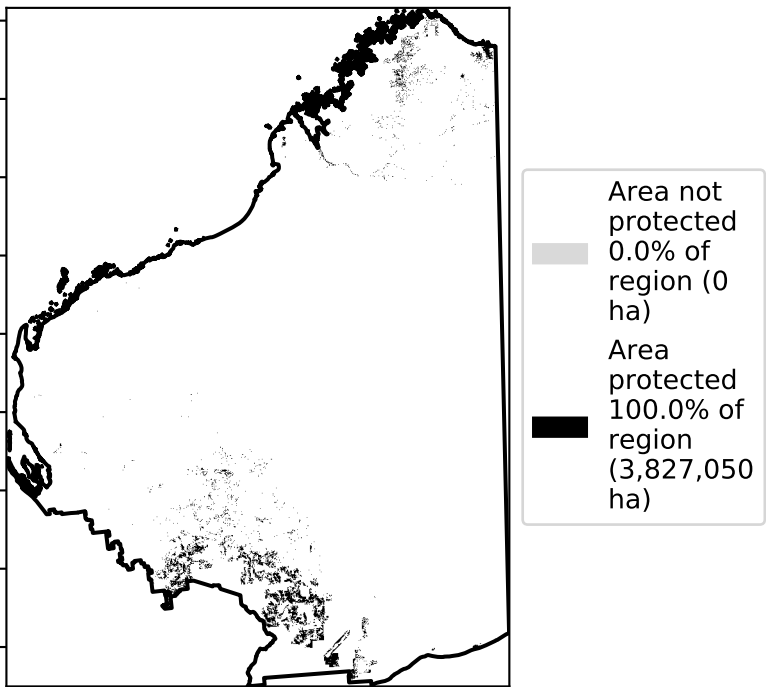 Area not
protected
0.0% of
region (0
ha)
Area
protected
100.0% of
region
(3,827,050
ha)